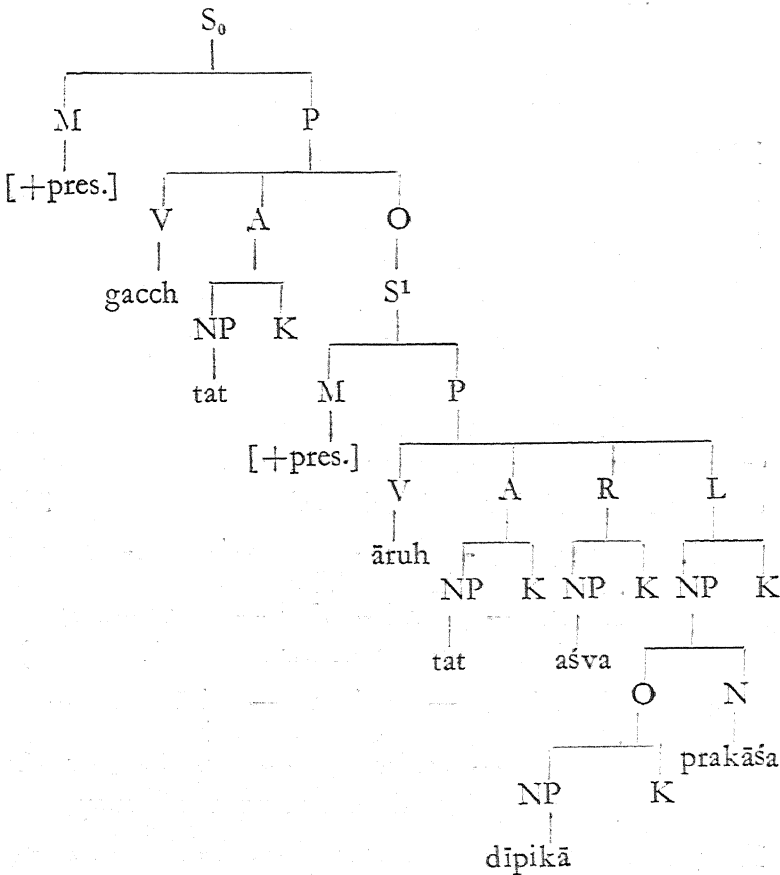 S₀
M P
[+pres.]
V A O
gacch S¹
NP K
tat M P
[+pres.]
V A R L
āruh
NP K NP K NP K
tat aśva
O N
prakāśa
NP K
dīpikā